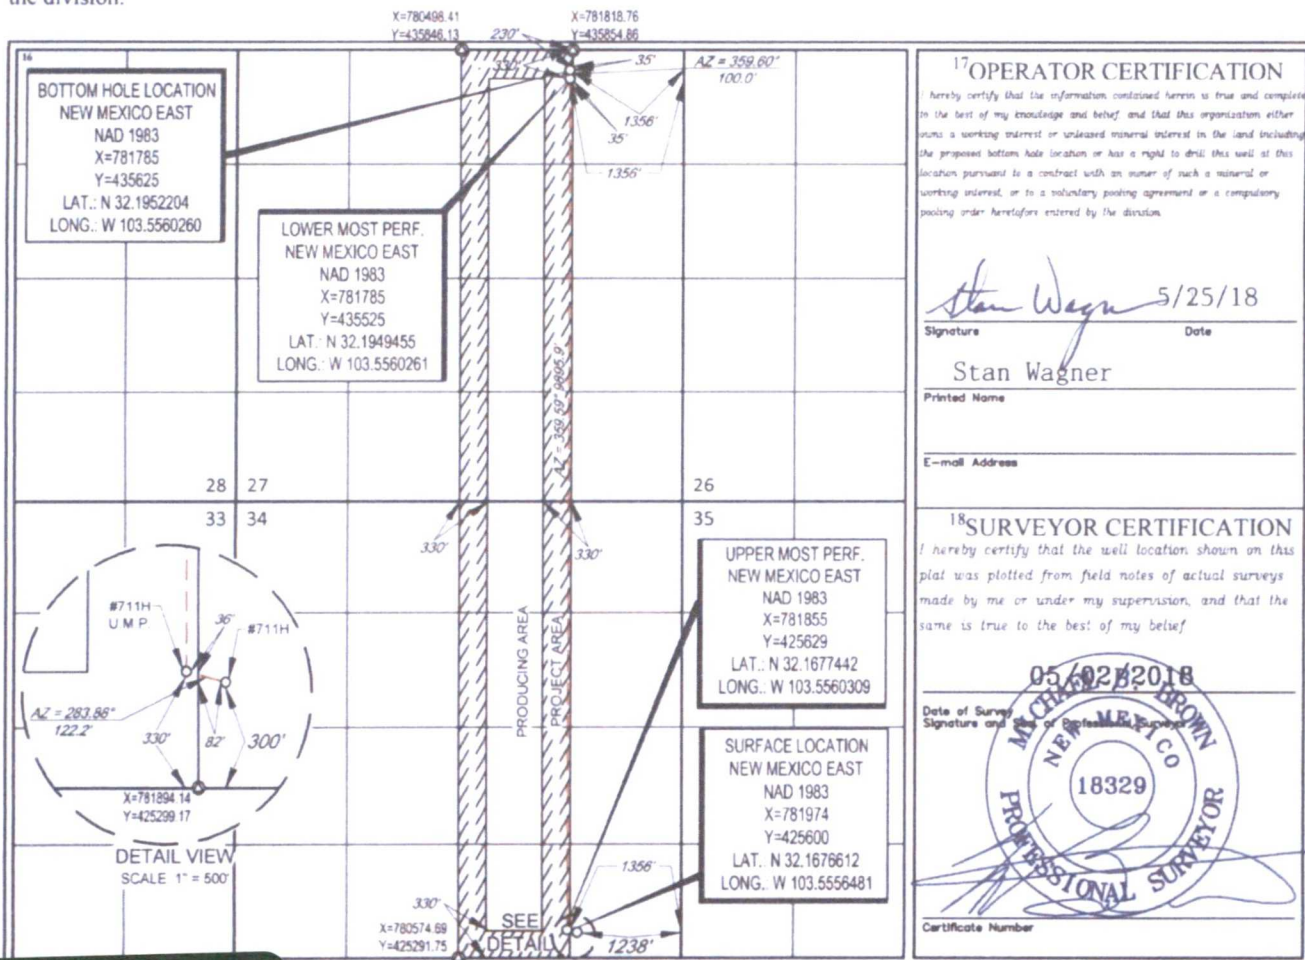 the division.
X=780498.41
Y=435846.13
X=781818.76
Y=435854.86
230'
330'
35'
AZ = 359.60°
100.0'
1356'
35'
1356'
16
BOTTOM HOLE LOCATION
NEW MEXICO EAST
NAD 1983
X=781785
Y=435625
LAT.: N 32.1952204
LONG.: W 103.5560260
LOWER MOST PERF.
NEW MEXICO EAST
NAD 1983
X=781785
Y=435525
LAT.: N 32.1949455
LONG.: W 103.5560261
AZ = 359.59° 9895.9'
28 27
33 34
26
35
330'
330'
PRODUCING AREA
PROJECT AREA
UPPER MOST PERF.
NEW MEXICO EAST
NAD 1983
X=781855
Y=425629
LAT.: N 32.1677442
LONG.: W 103.5560309
SURFACE LOCATION
NEW MEXICO EAST
NAD 1983
X=781974
Y=425600
LAT.: N 32.1676612
LONG.: W 103.5556481
#711H
U.M.P.
36'
#711H
AZ = 283.88°
122.2'
330'
82'
300'
X=781894.14
Y=425299.17
DETAIL VIEW
SCALE 1" = 500'
330'
X=780574.69
Y=425291.75
SEE
DETAIL
1356'
1238'
17 OPERATOR CERTIFICATION
I hereby certify that the information contained herein is true and complete
to the best of my knowledge and belief, and that this organization either
owns a working interest or unleased mineral interest in the land including
the proposed bottom hole location or has a right to drill this well at this
location pursuant to a contract with an owner of such a mineral or
working interest, or to a voluntary pooling agreement or a compulsory
pooling order heretofore entered by the division
Stan Wagner 5/25/18
Signature Date
Stan Wagner
Printed Name
E-mail Address
18 SURVEYOR CERTIFICATION
I hereby certify that the well location shown on this
plat was plotted from field notes of actual surveys
made by me or under my supervision, and that the
same is true to the best of my belief
05/02/2018
Date of Survey
Signature and Seal of Professional Surveyor
MICHAEL B. BROWN
NEW MEXICO
18329
PROFESSIONAL SURVEYOR
Certificate Number